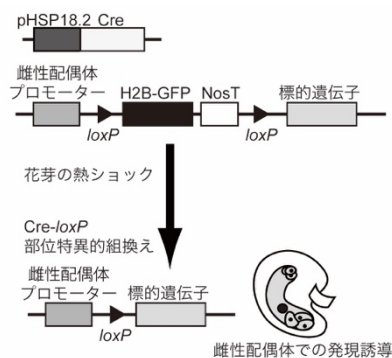 pHSP18.2 Cre
雌性配偶体
プロモーター
H2B-GFP NosT
標的遺伝子
loxP
loxP
花芽の熱ショック
Cre-loxP
部位特異的組換え
雌性配偶体
プロモーター 標的遺伝子
loxP
雌性配偶体での発現誘導